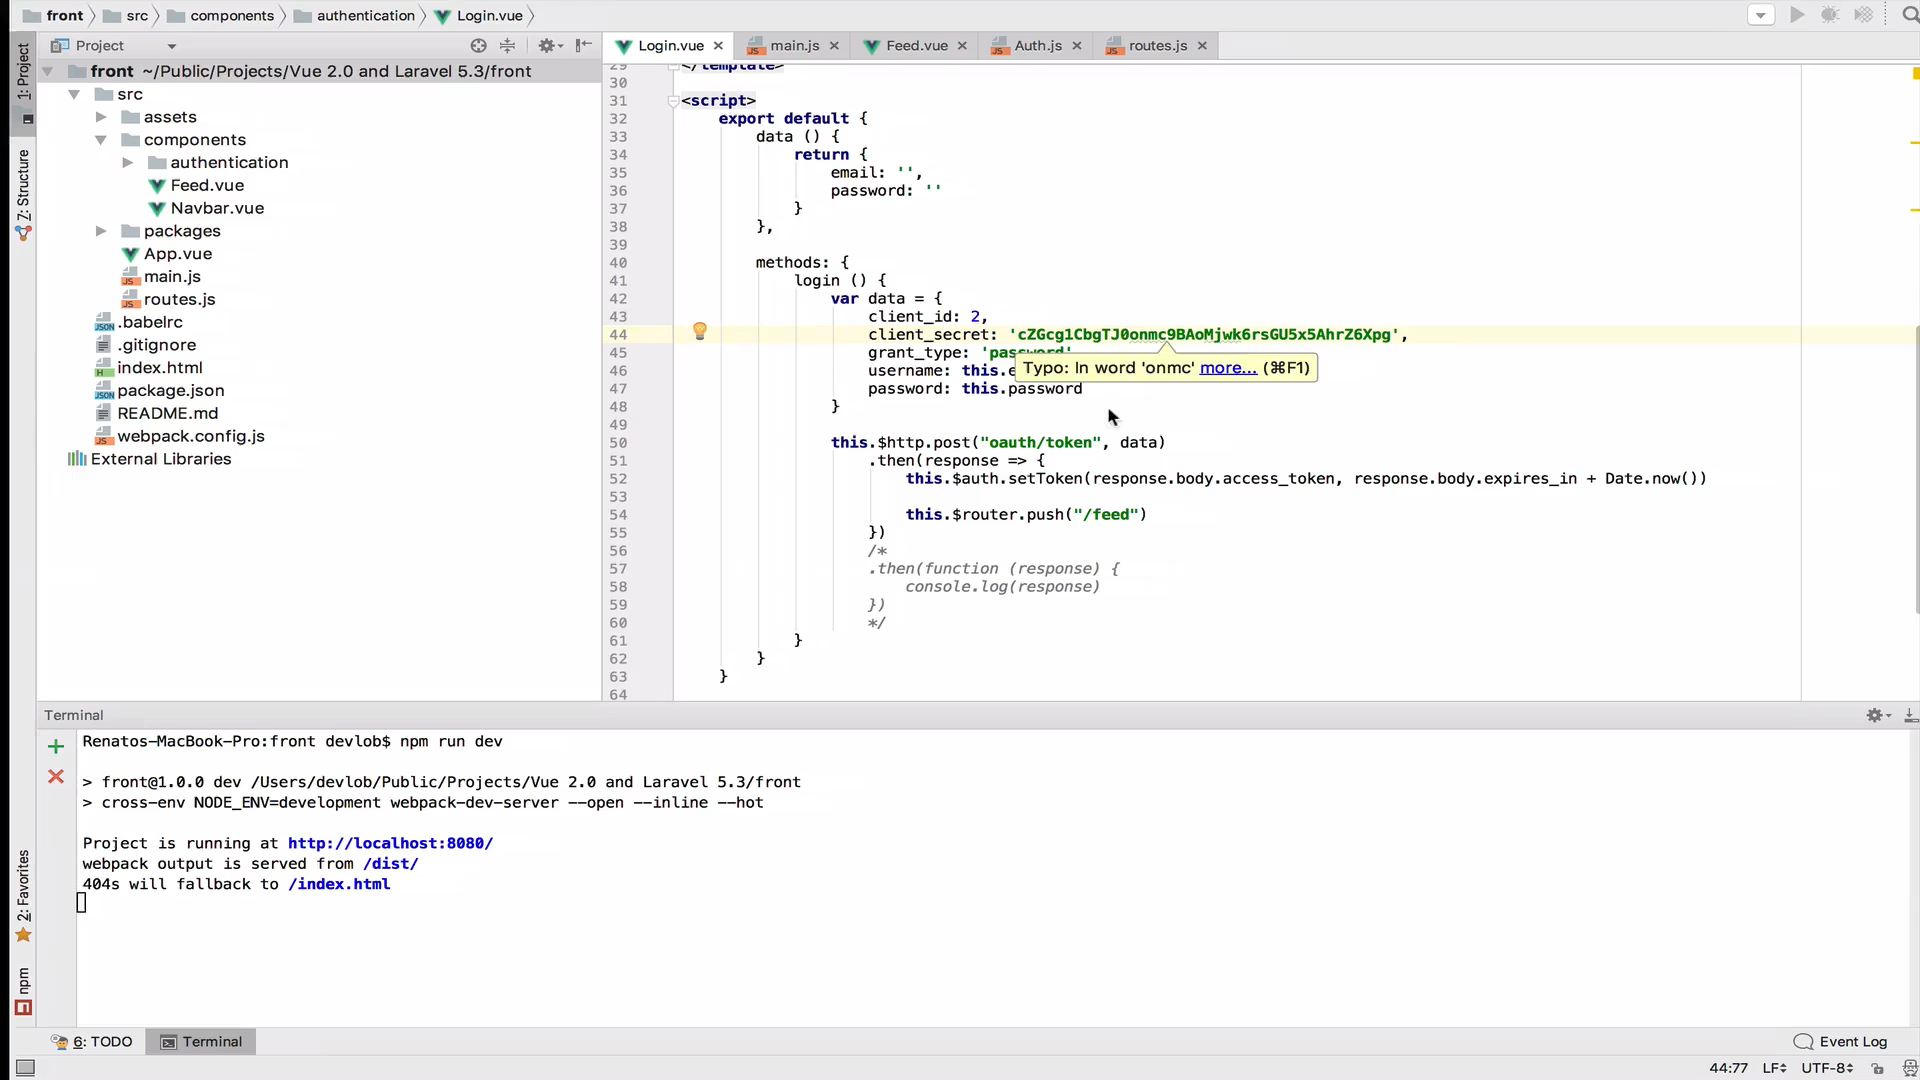 front src components authentication Login.vue
Project
Login.vue main.js Feed.vue Auth.js routes.js
1: Project
Z: Structure
2: Favorites
npm
front ~/Public/Projects/Vue 2.0 and Laravel 5.3/front
src
assets
components
authentication
Feed.vue
Navbar.vue
packages
App.vue
main.js
routes.js
.babelrc
.gitignore
index.html
package.json
README.md
webpack.config.js
External Libraries
29 </template>
30
31 <script>
32 export default {
33 data () {
34 return {
35 email: '',
36 password: ''
37 }
38 },
39
40 methods: {
41 login () {
42 var data = {
43 client_id: 2,
44 client_secret: 'cZGcg1CbgTJ0onmc9BAoMjwk6rsGU5x5AhrZ6Xpg',
45 grant_type: 'password'
46 username: this.e
Typo: In word 'onmc' more... (⌘F1)
47 password: this.password
48 }
49
50 this.$http.post("oauth/token", data)
51 .then(response => {
52 this.$auth.setToken(response.body.access_token, response.body.expires_in + Date.now())
53
54 this.$router.push("/feed")
55 })
56 /*
57 .then(function (response) {
58 console.log(response)
59 })
60 */
61 }
62 }
63 }
64
Terminal
Renatos-MacBook-Pro:front devlob$ npm run dev
> front@1.0.0 dev /Users/devlob/Public/Projects/Vue 2.0 and Laravel 5.3/front
> cross-env NODE_ENV=development webpack-dev-server --open --inline --hot
Project is running at http://localhost:8080/
webpack output is served from /dist/
404s will fallback to /index.html
6: TODO Terminal Event Log
44:77 LF UTF-8